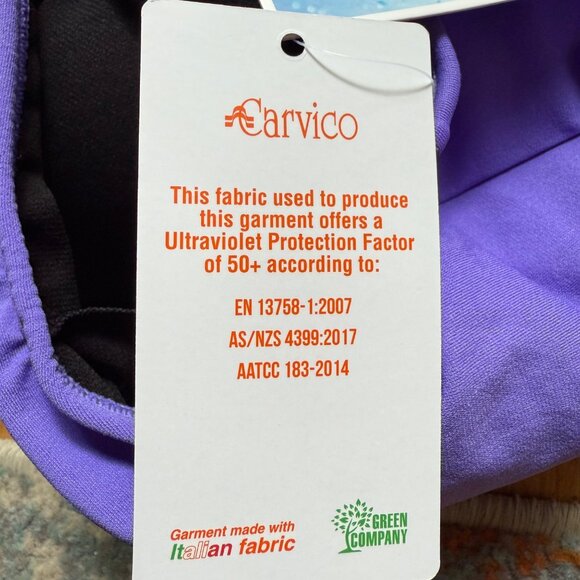 Carvico
This fabric used to produce
this garment offers a
Ultraviolet Protection Factor
of 50+ according to:
EN 13758-1:2007
AS/NZS 4399:2017
AATCC 183-2014
Garment made with
Italian fabric
GREEN
COMPANY